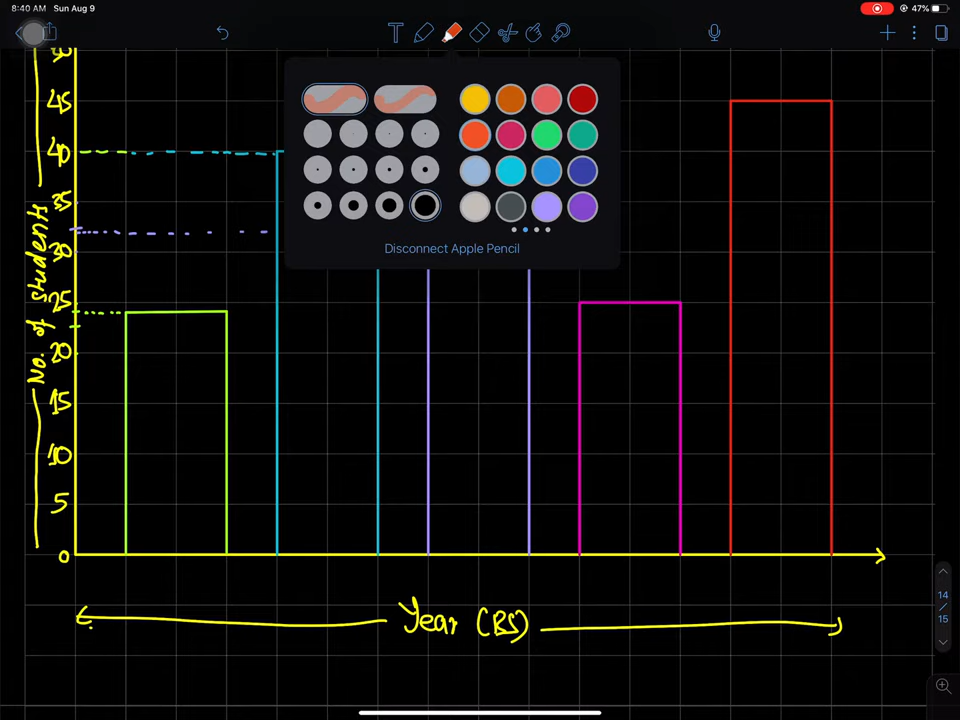 8:40 AM Sun Aug 9
47%
T
45
40
35
30
25
20
15
10
5
0
No. of students
Disconnect Apple Pencil
Year (BS)
14
/
15